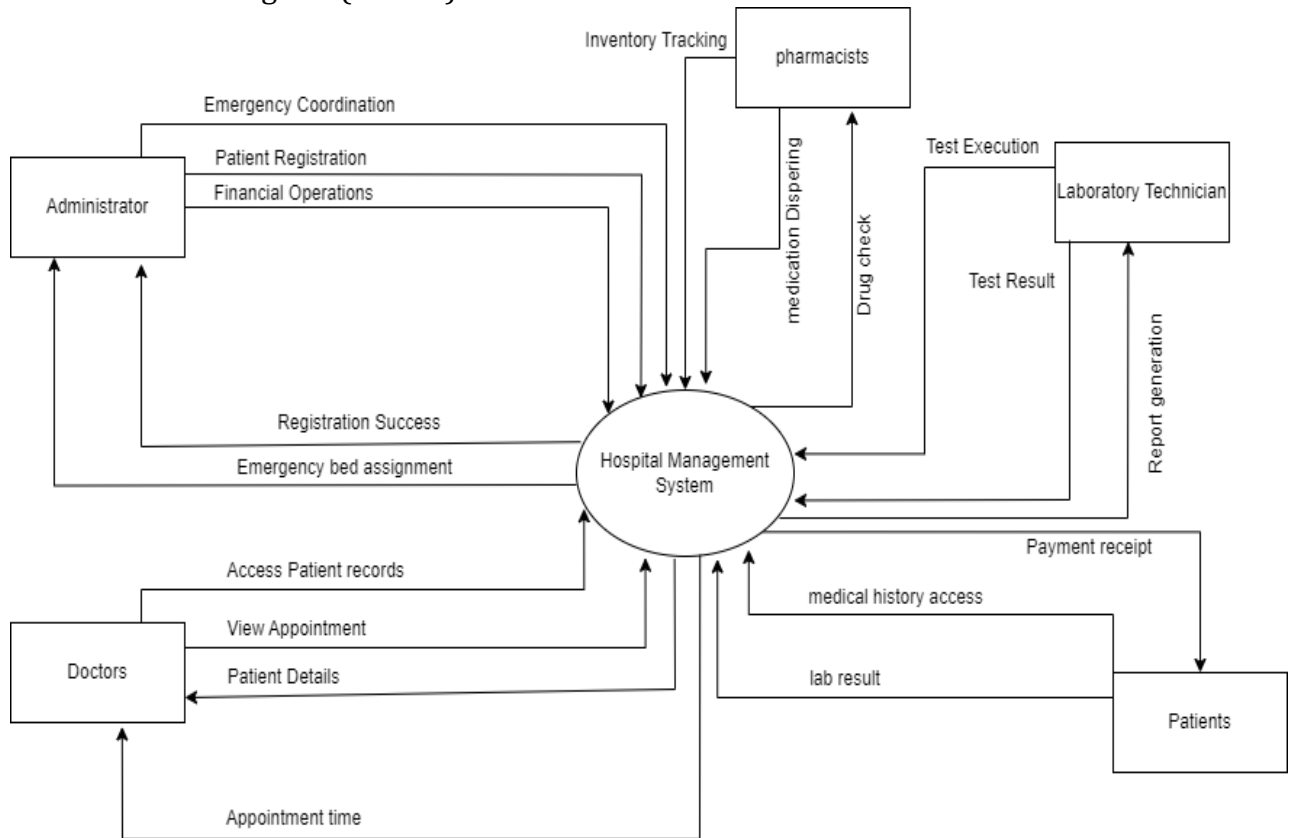 Inventory Tracking
pharmacists
Emergency Coordination
Patient Registration
Financial Operations
Administrator
medication Dispering
Drug check
Test Execution
Laboratory Technician
Test Result
Report generation
Registration Success
Emergency bed assignment
Hospital Management
System
Payment receipt
Access Patient records
medical history access
View Appointment
Doctors
Patient Details
lab result
Patients
Appointment time